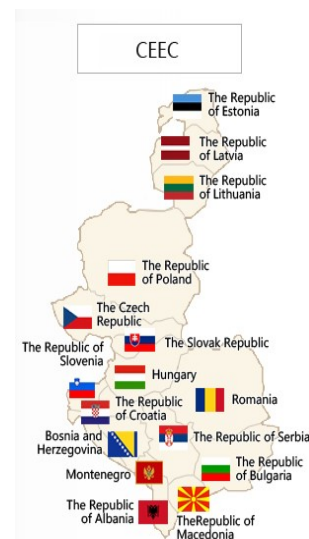 CEEC
The Republic
of Estonia
The Republic
of Latvia
The Republic
of Lithuania
The Republic
of Poland
The Czech
Republic
The Republic of
Slovenia
The Slovak Republic
Hungary
Romania
The Republic
of Croatia
Bosnia and
Herzegovina
The Republic of Serbia
Montenegro
The Republic
of Bulgaria
The Republic
of Albania
TheRepublic of
Macedonia